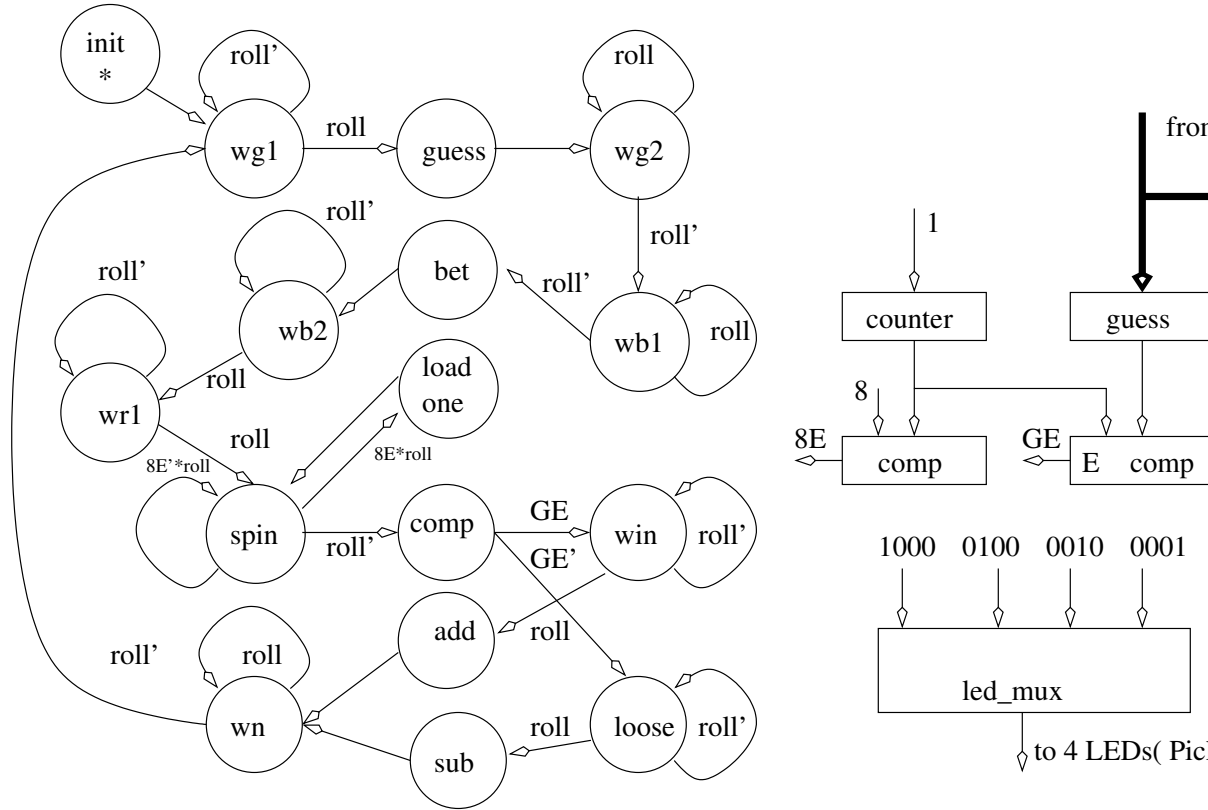 init
*
roll'
roll
wg1
roll
guess
wg2
roll'
roll'
roll'
bet
roll'
wb2
wb1
roll
roll
load
one
wr1
roll
8E'*roll
8E*roll
spin
roll'
comp
GE
GE'
win
roll'
add
roll
roll'
roll
wn
sub
roll
loose
roll'
1
counter
guess
8
8E
comp
GE
E comp
1000 0100 0010 0001
led_mux
to 4 LEDs(